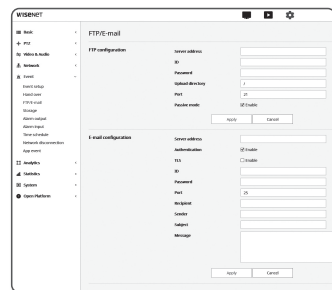 WISENET
Basic
PTZ
Video & Audio
Network
Event
Event setup
Hand over
FTP/E-mail
Storage
Alarm output
Alarm input
Time schedule
Network disconnection
App event
Analytics
Statistics
System
Open Platform
FTP/E-mail
FTP configuration
Server address
ID
Password
Upload directory /
Port 21
Passive mode Enable
Apply Cancel
E-mail configuration
Server address
Authentication Enable
TLS Enable
ID
Password
Port 25
Recipient
Sender
Subject
Message
Apply Cancel